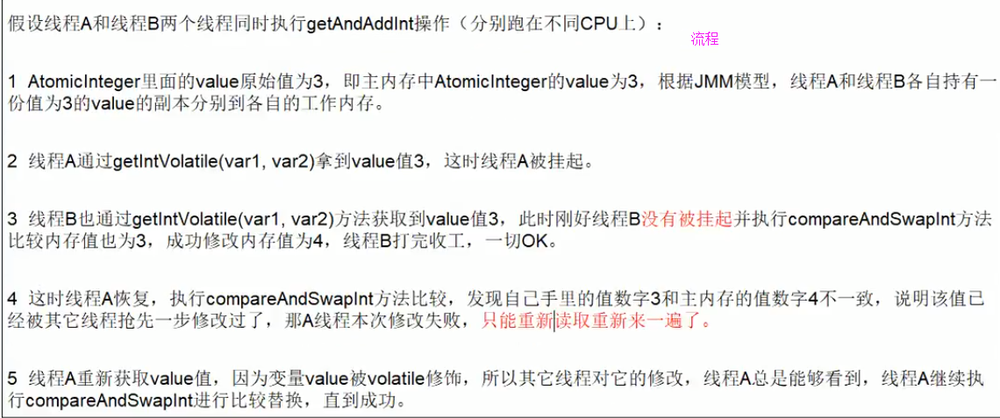 假设线程A和线程B两个线程同时执行getAndAddInt操作（分别跑在不同CPU上）：
流程
1  AtomicInteger里面的value原始值为3，即主内存中AtomicInteger的value为3，根据JMM模型，线程A和线程B各自持有一
份值为3的value的副本分别到各自的工作内存。
2  线程A通过getIntVolatile(var1, var2)拿到value值3，这时线程A被挂起。
3  线程B也通过getIntVolatile(var1, var2)方法获取到value值3，此时刚好线程B没有被挂起并执行compareAndSwapInt方法
比较内存值也为3，成功修改内存值为4，线程B打完收工，一切OK。
4  这时线程A恢复，执行compareAndSwapInt方法比较，发现自己手里的值数字3和主内存的值数字4不一致，说明该值已
经被其它线程抢先一步修改过了，那A线程本次修改失败，只能重新读取重新来一遍了。
5  线程A重新获取value值，因为变量value被volatile修饰，所以其它线程对它的修改，线程A总是能够看到，线程A继续执
行compareAndSwapInt进行比较替换，直到成功。